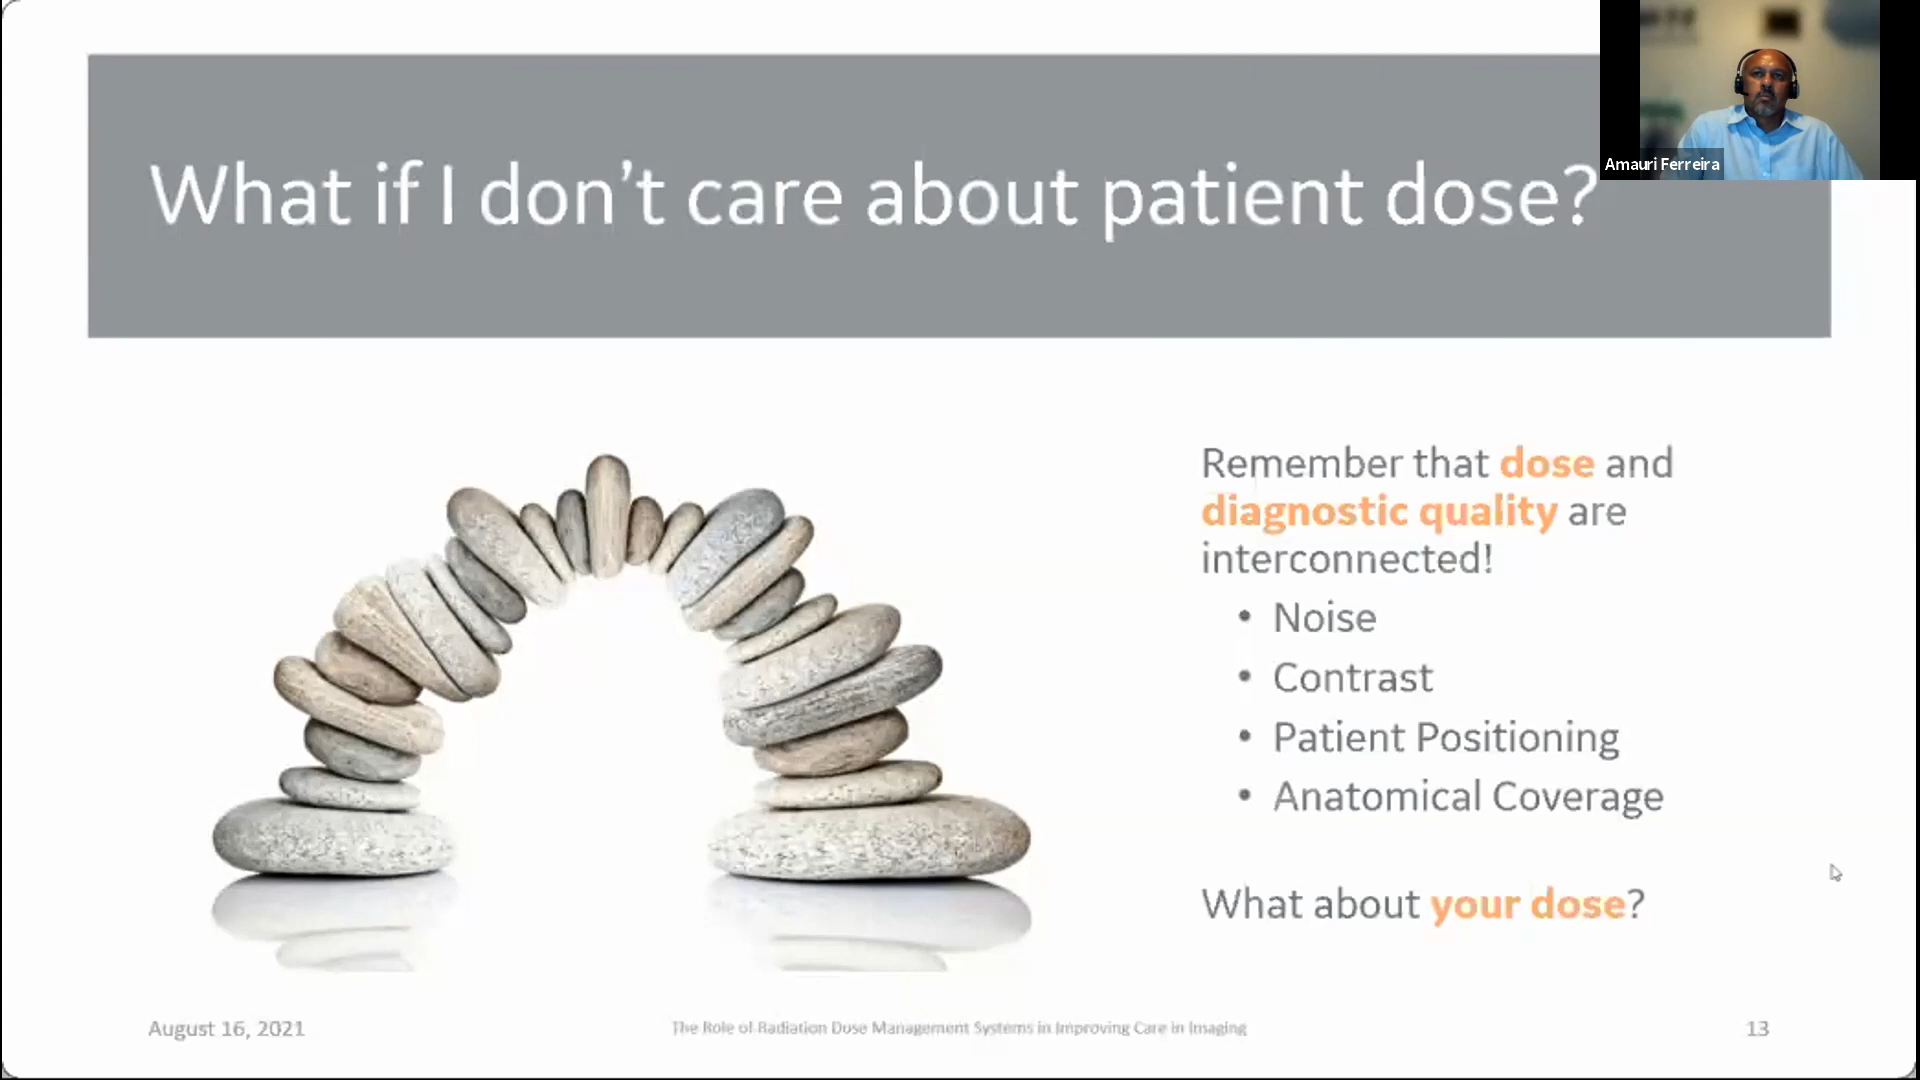 What if I don't care about patient dose?
Amauri Ferreira
Remember that dose and
diagnostic quality are
interconnected!
• Noise
• Contrast
• Patient Positioning
• Anatomical Coverage
What about your dose?
August 16, 2021
The Role of Radiation Dose Management Systems in Improving Care in Imaging
13